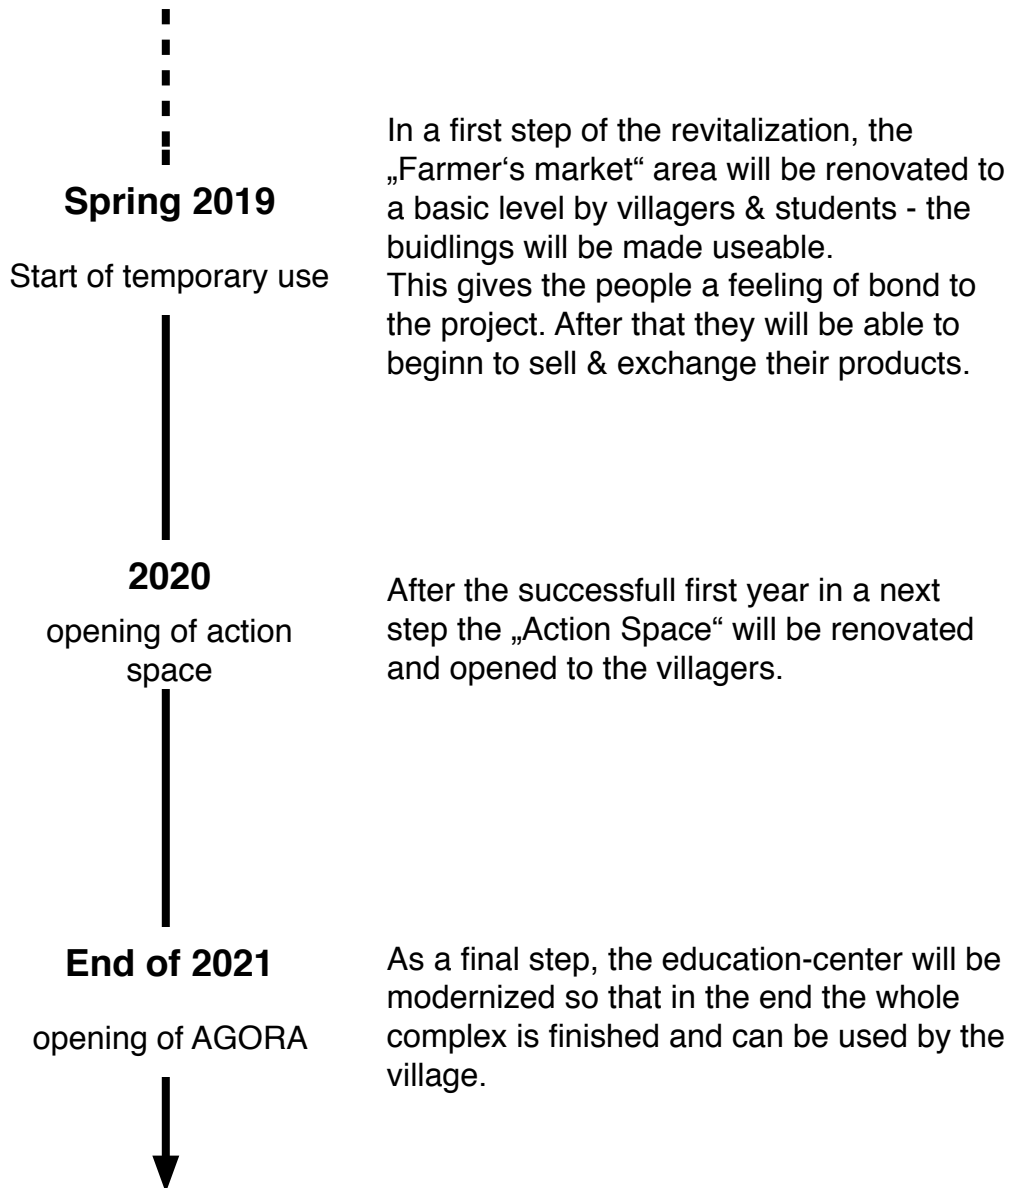 Spring 2019
Start of temporary use
In a first step of the revitalization, the
„Farmer‘s market“ area will be renovated to
a basic level by villagers & students - the
buidlings will be made useable.
This gives the people a feeling of bond to
the project. After that they will be able to
beginn to sell & exchange their products.
2020
opening of action
space
After the successfull first year in a next
step the „Action Space“ will be renovated
and opened to the villagers.
End of 2021
opening of AGORA
As a final step, the education-center will be
modernized so that in the end the whole
complex is finished and can be used by the
village.